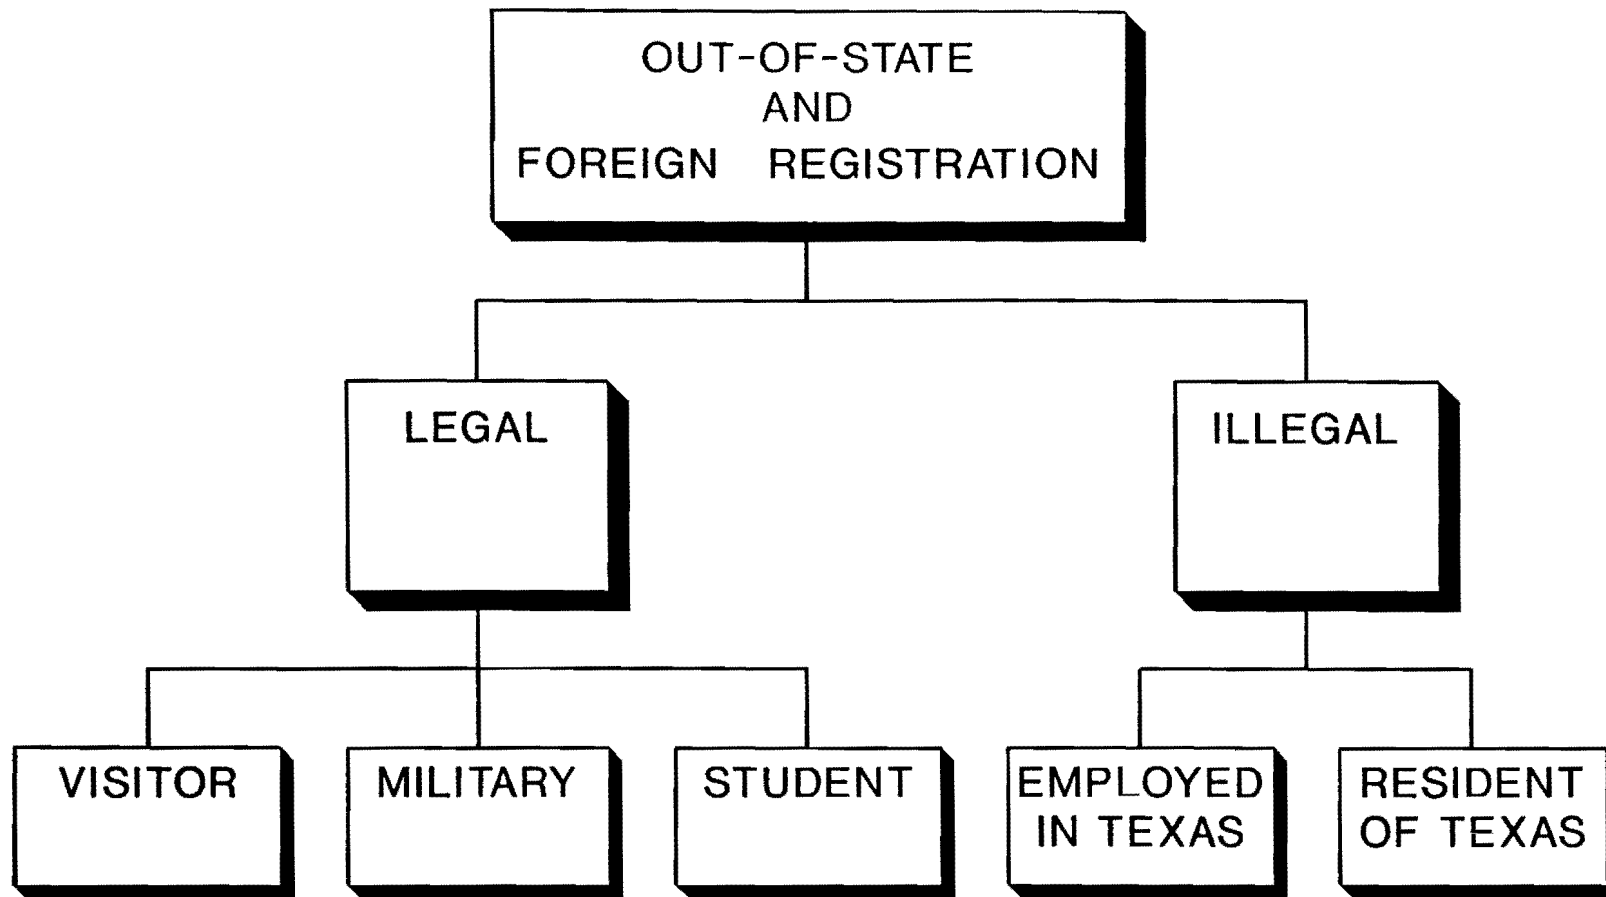 OUT-OF-STATE
AND
FOREIGN REGISTRATION
LEGAL
ILLEGAL
VISITOR
MILITARY
STUDENT
EMPLOYED
IN TEXAS
RESIDENT
OF TEXAS